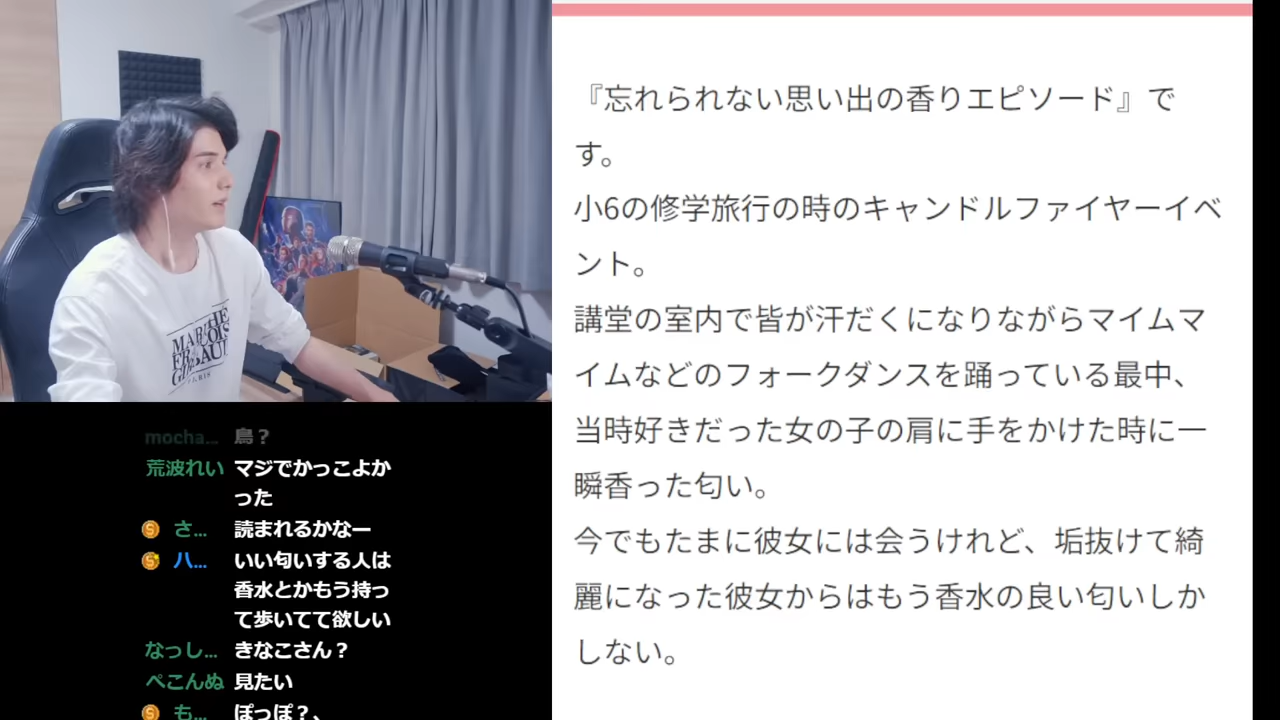 『忘れられない思い出の香りエピソード』で
す。
小6の修学旅行の時のキャンドルファイヤーイベ
ント。
講堂の室内で皆が汗だくになりながらマイムマ
イムなどのフォークダンスを踊っている最中、
当時好きだった女の子の肩に手をかけた時に一
瞬香った匂い。
今でもたまに彼女には会うけれど、垢抜けて綺
麗になった彼女からはもう香水の良い匂いしか
しない。
mocha... 鳥？
荒波れい マジでかっこよか
った
さ... 読まれるかなー
ハ... いい匂いする人は
香水とかもう持っ
て歩いてて欲しい
なっし... きなこさん？
ぺこんぬ 見たい
も... ぽっぽ？、